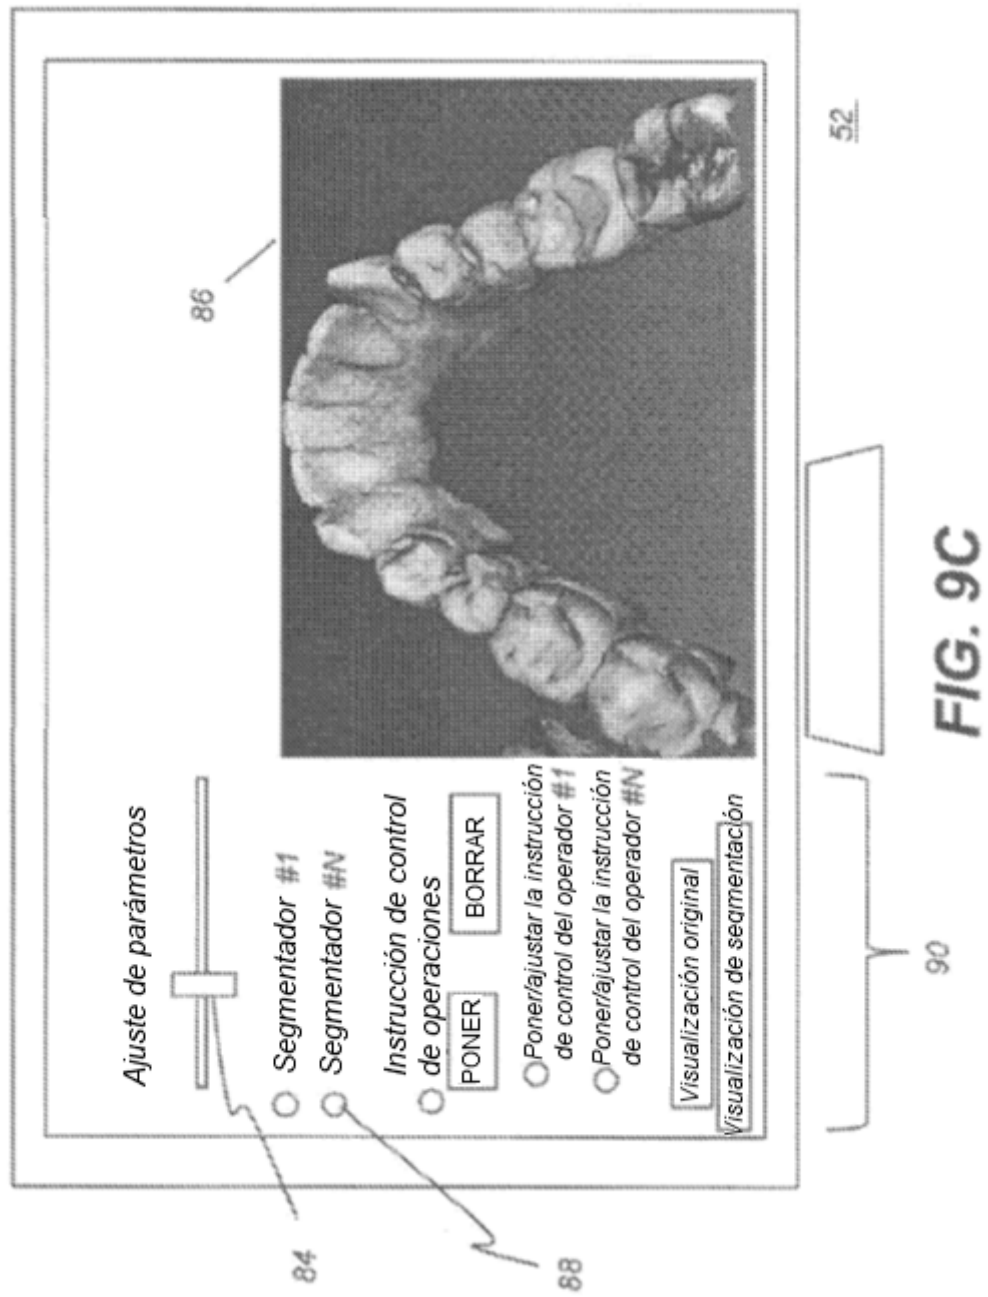 Ajuste de parámetros
Segmentador #1
Segmentador #N
Instrucción de control
de operaciones
PONER
BORRAR
Poner/ajustar la instrucción
de control del operador #1
Poner/ajustar la instrucción
de control del operador #N
Visualización original
Visualización de segmentación
84
88
86
90
52
FIG. 9C